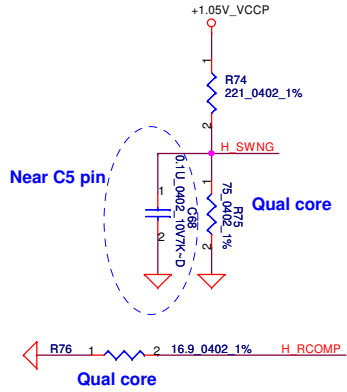 +1.05V_VCCP
1
R74
221_0402_1%
2
H_SWNG
Near C5 pin
1
2
0.1U_0402_10V7K~D
C68
1
2
R75
75_0402_1%
Qual core
R76
1
2
16.9_0402_1%
H_RCOMP
Qual core